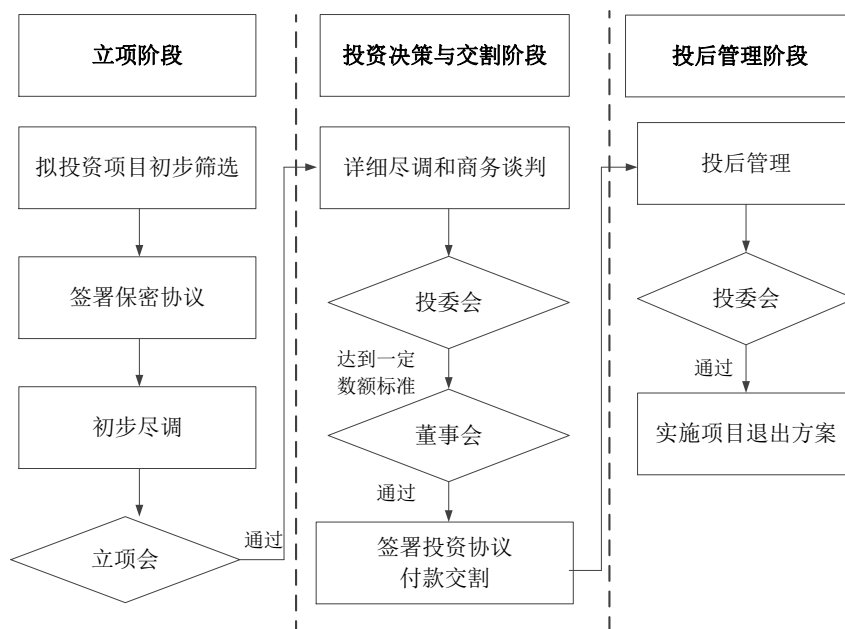 立项阶段
拟投资项目初步筛选
签署保密协议
初步尽调
立项会
通过
投资决策与交割阶段
详细尽调和商务谈判
投委会
达到一定
数额标准
董事会
通过
签署投资协议
付款交割
投后管理阶段
投后管理
投委会
通过
实施项目退出方案